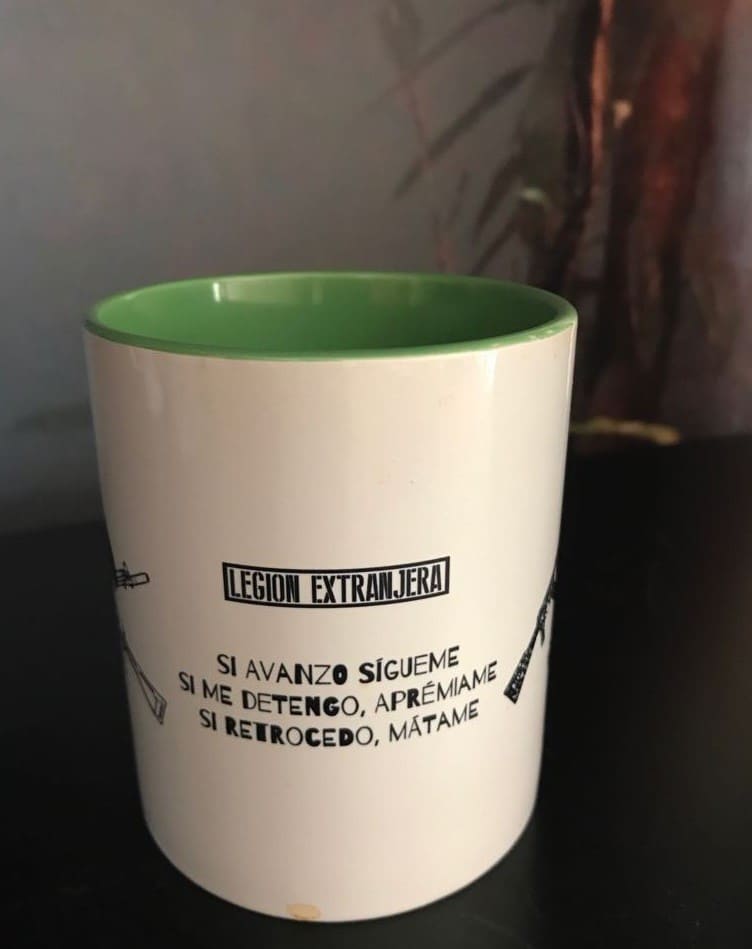 LEGION EXTRANJERA
SI AVANZO SÍGUEME
SI ME DETENGO, APRÉMIAME
SI RETROCEDO, MÁTAME